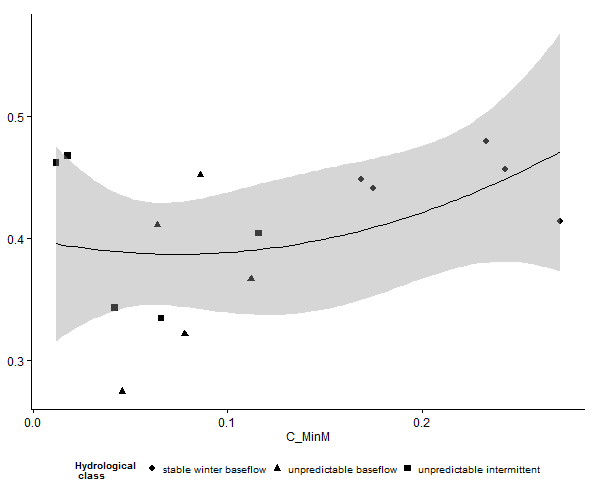 0.5
0.4
0.3
0.0 0.1 0.2
C_MinM
Hydrological
class
stable winter baseflow unpredictable baseflow unpredictable intermittent